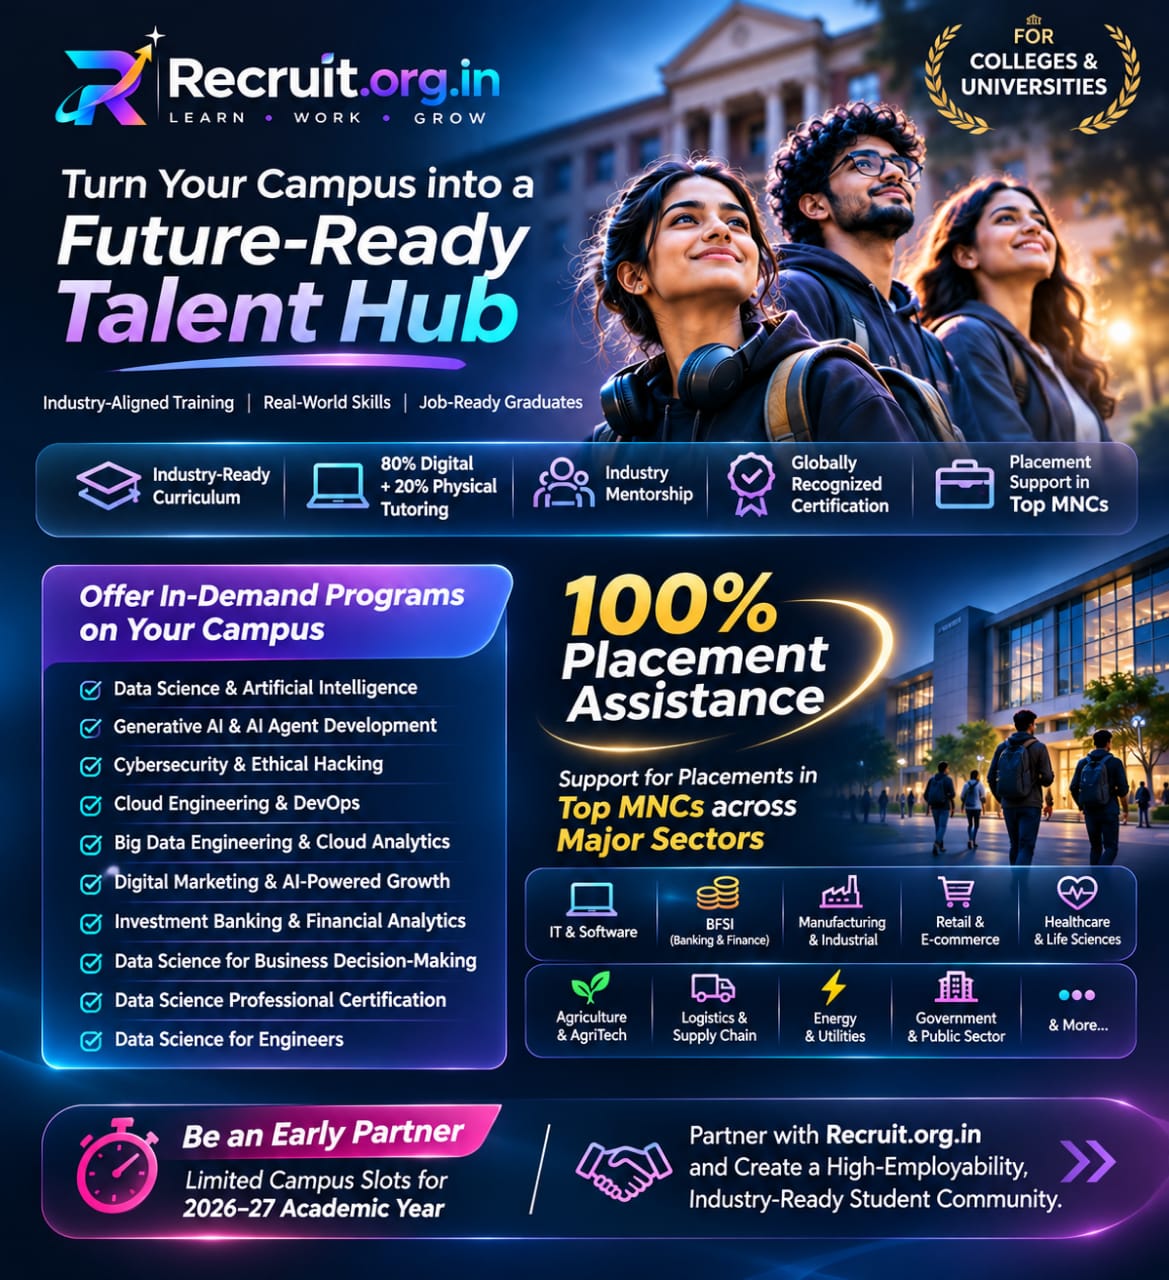 Recruit.org.in
LEARN • WORK • GROW
FOR
COLLEGES &
UNIVERSITIES
Turn Your Campus into a
Future-Ready
Talent Hub
Industry-Aligned Training | Real-World Skills | Job-Ready Graduates
Industry-Ready
Curriculum
80% Digital
+ 20% Physical
Tutoring
Industry
Mentorship
Globally
Recognized
Certification
Placement
Support in
Top MNCs
Offer In-Demand Programs
on Your Campus
Data Science & Artificial Intelligence
Generative AI & AI Agent Development
Cybersecurity & Ethical Hacking
Cloud Engineering & DevOps
Big Data Engineering & Cloud Analytics
Digital Marketing & AI-Powered Growth
Investment Banking & Financial Analytics
Data Science for Business Decision-Making
Data Science Professional Certification
Data Science for Engineers
100%
Placement
Assistance
Support for Placements in
Top MNCs across
Major Sectors
IT & Software
BFSI
(Banking & Finance)
Manufacturing
& Industrial
Retail &
E-commerce
Healthcare
& Life Sciences
Agriculture
& AgriTech
Logistics &
Supply Chain
Energy
& Utilities
Government
& Public Sector
& More...
Be an Early Partner
Limited Campus Slots for
2026–27 Academic Year
Partner with Recruit.org.in
and Create a High-Employability,
Industry-Ready Student Community.